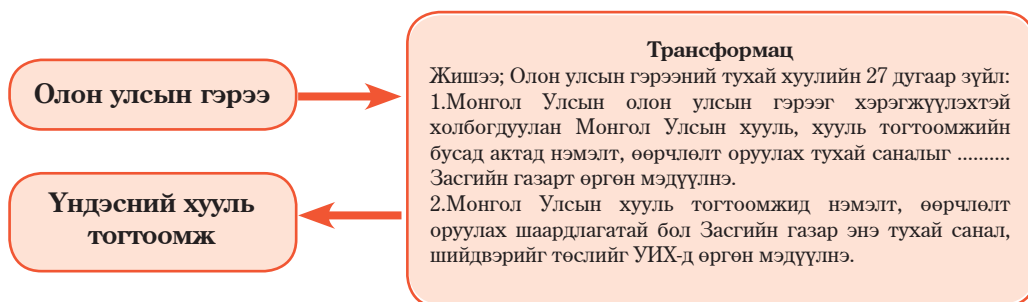 Олон улсын гэрээ
Үндэсний хууль
тогтоомж
Трансформац
Жишээ; Олон улсын гэрээний тухай хуулийн 27 дугаар зүйл:
1.Монгол Улсын олон улсын гэрээг хэрэгжүүлэхтэй
холбогдуулан Монгол Улсын хууль, хууль тогтоомжийн
бусад актад нэмэлт, өөрчлөлт оруулах тухай саналыг ..........
Засгийн газарт өргөн мэдүүлнэ.
2.Монгол Улсын хууль тогтоомжид нэмэлт, өөрчлөлт
оруулах шаардлагатай бол Засгийн газар энэ тухай санал,
шийдвэрийг төслийг УИХ-д өргөн мэдүүлнэ.